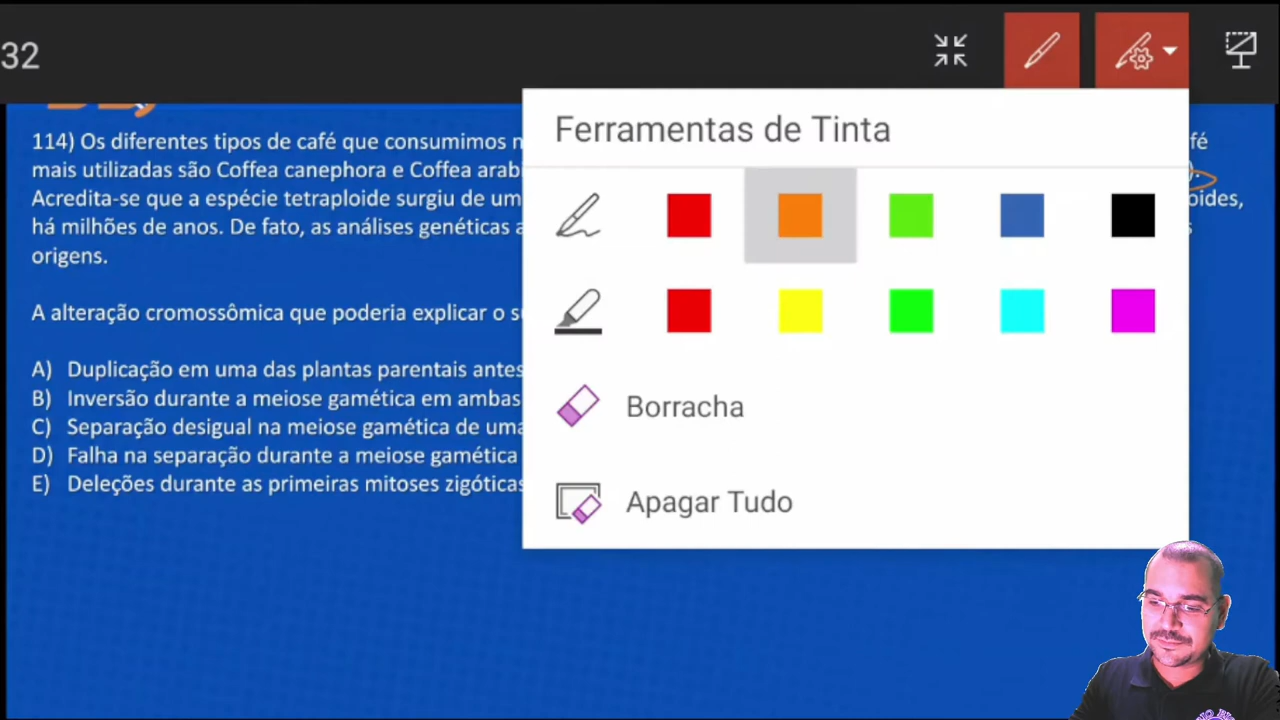 32
Ferramentas de Tinta
114) Os diferentes tipos de café que consumimos
fé
mais utilizadas são Coffea canephora e Coffea arabi
Acredita-se que a espécie tetraploide surgiu de um
oides,
há milhões de anos. De fato, as análises genéticas a
s
origens.
A alteração cromossômica que poderia explicar o s
A) Duplicação em uma das plantas parentais antes
B) Inversão durante a meiose gamética em ambas
C) Separação desigual na meiose gamética de uma
D) Falha na separação durante a meiose gamética
E) Deleções durante as primeiras mitoses zigóticas
Borracha
Apagar Tudo